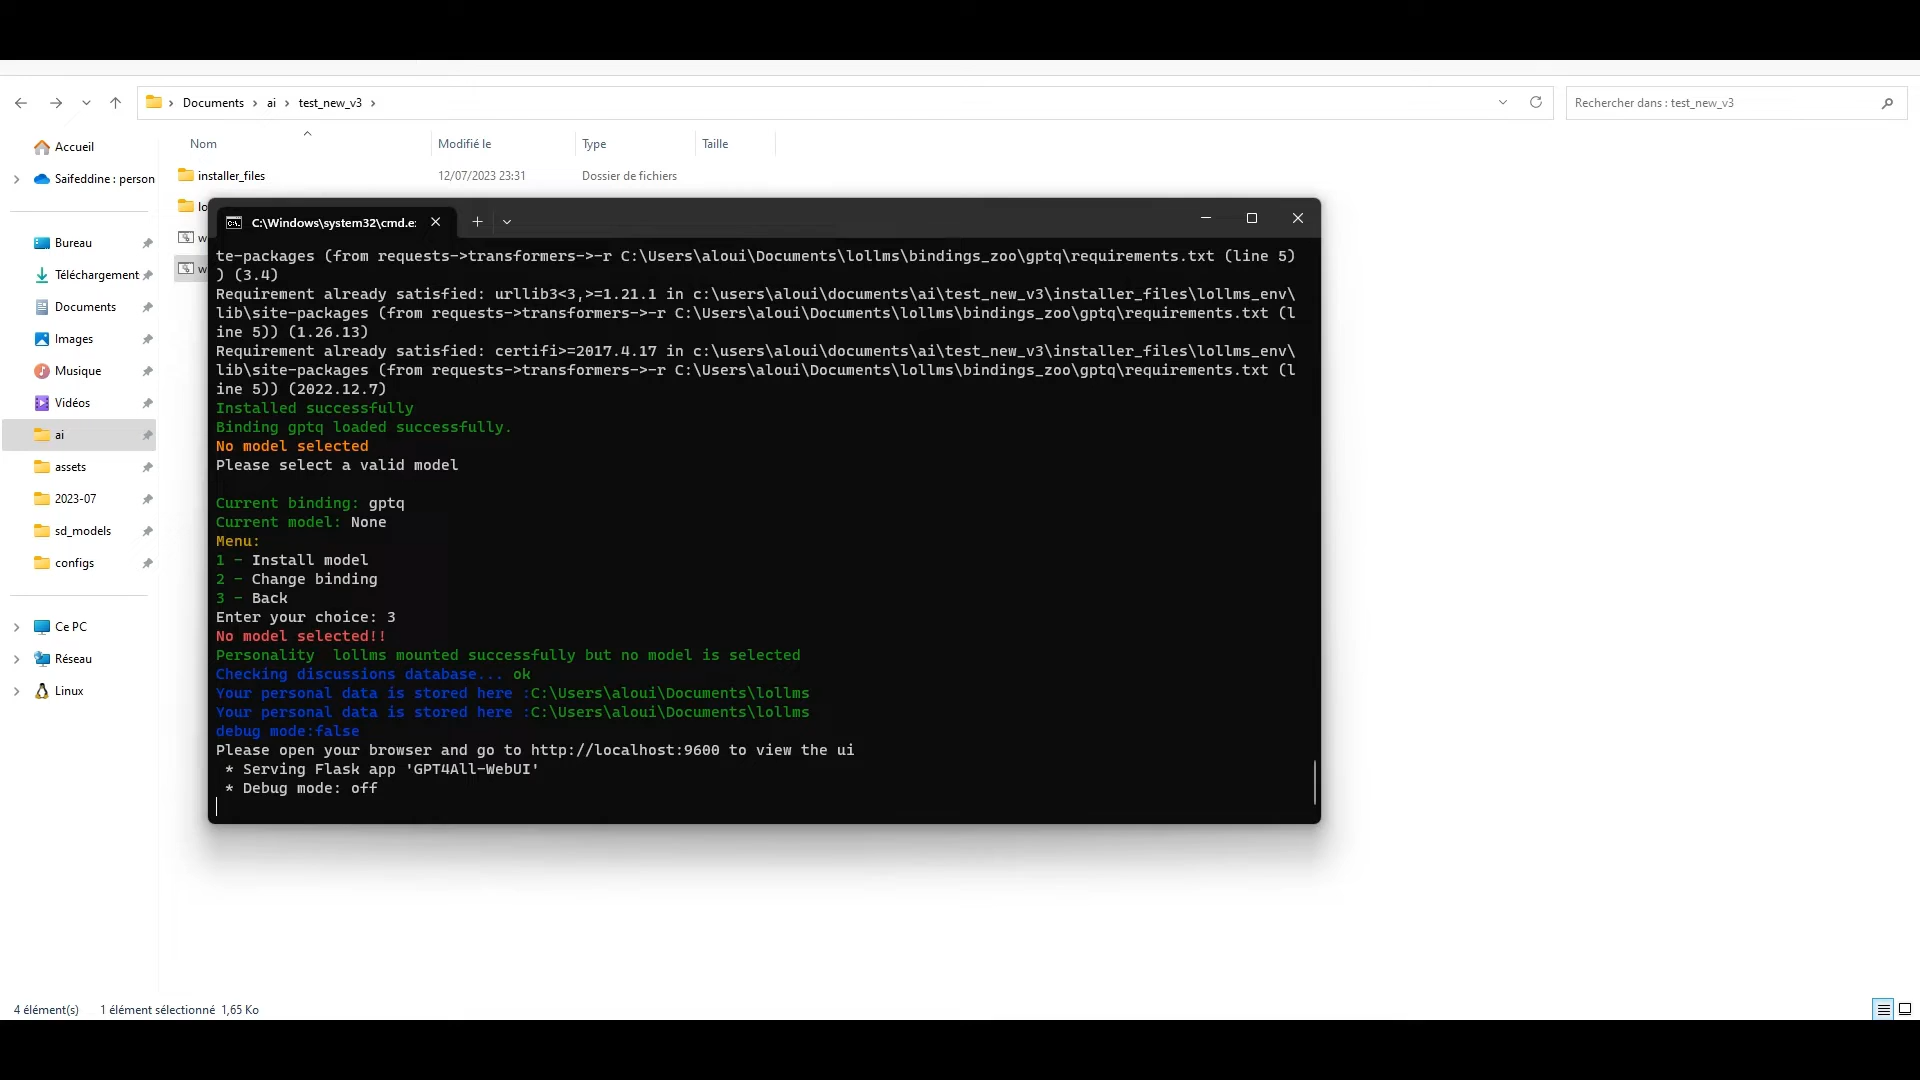 Documents > ai > test_new_v3 >
Rechercher dans : test_new_v3
Accueil
Saifeddine : person
Bureau
Téléchargement
Documents
Images
Musique
Vidéos
ai
assets
2023-07
sd_models
configs
Ce PC
Réseau
Linux
Nom Modifié le Type Taille
installer_files 12/07/2023 23:31 Dossier de fichiers
lo
w
w
C:\Windows\system32\cmd.e:
te-packages (from requests->transformers->-r C:\Users\aloui\Documents\lollms\bindings_zoo\gptq\requirements.txt (line 5)
) (3.4)
Requirement already satisfied: urllib3<3,>=1.21.1 in c:\users\aloui\documents\ai\test_new_v3\installer_files\lollms_env\
lib\site-packages (from requests->transformers->-r C:\Users\aloui\Documents\lollms\bindings_zoo\gptq\requirements.txt (l
ine 5)) (1.26.13)
Requirement already satisfied: certifi>=2017.4.17 in c:\users\aloui\documents\ai\test_new_v3\installer_files\lollms_env\
lib\site-packages (from requests->transformers->-r C:\Users\aloui\Documents\lollms\bindings_zoo\gptq\requirements.txt (l
ine 5)) (2022.12.7)
Installed successfully
Binding gptq loaded successfully.
No model selected
Please select a valid model
Current binding: gptq
Current model: None
Menu:
1 - Install model
2 - Change binding
3 - Back
Enter your choice: 3
No model selected!!
Personality  lollms mounted successfully but no model is selected
Checking discussions database... ok
Your personal data is stored here :C:\Users\aloui\Documents\lollms
Your personal data is stored here :C:\Users\aloui\Documents\lollms
debug mode:false
Please open your browser and go to http://localhost:9600 to view the ui
* Serving Flask app 'GPT4All-WebUI'
* Debug mode: off
4 élément(s) 1 élément sélectionné 1,65 Ko